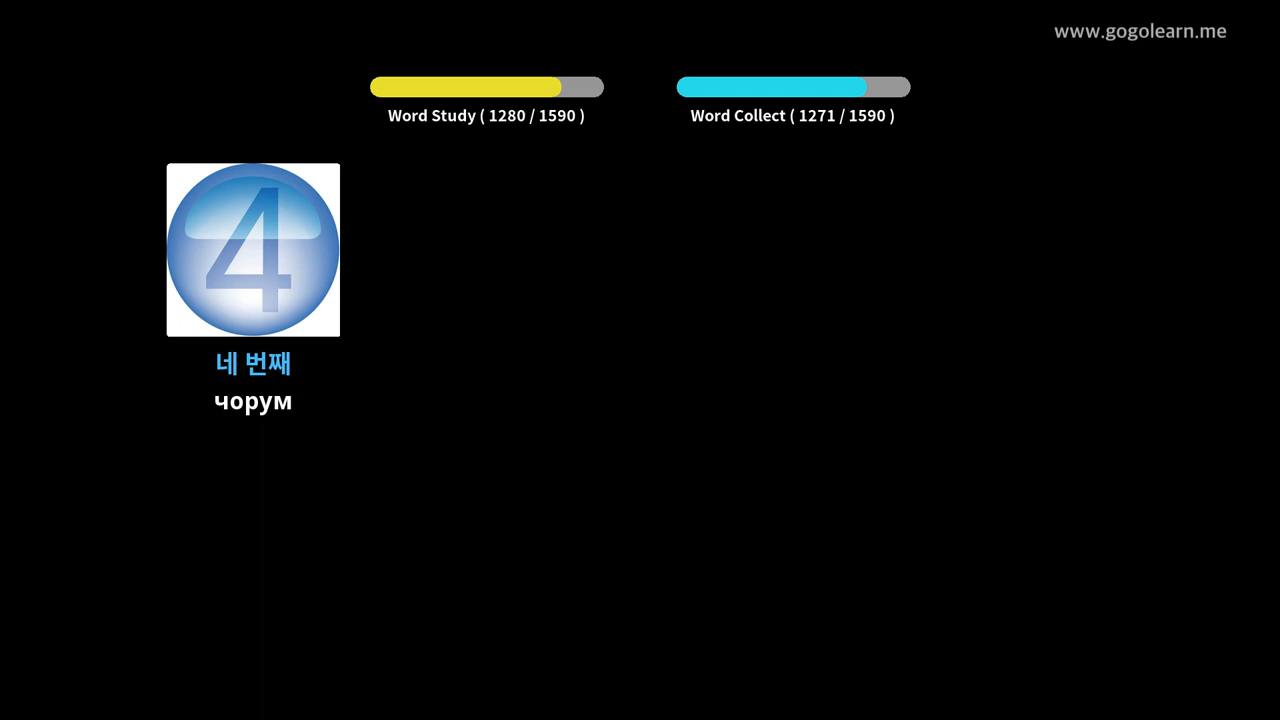 www.gogolearn.me
Word Study ( 1280 / 1590 )
Word Collect ( 1271 / 1590 )
4
네 번째
чорум